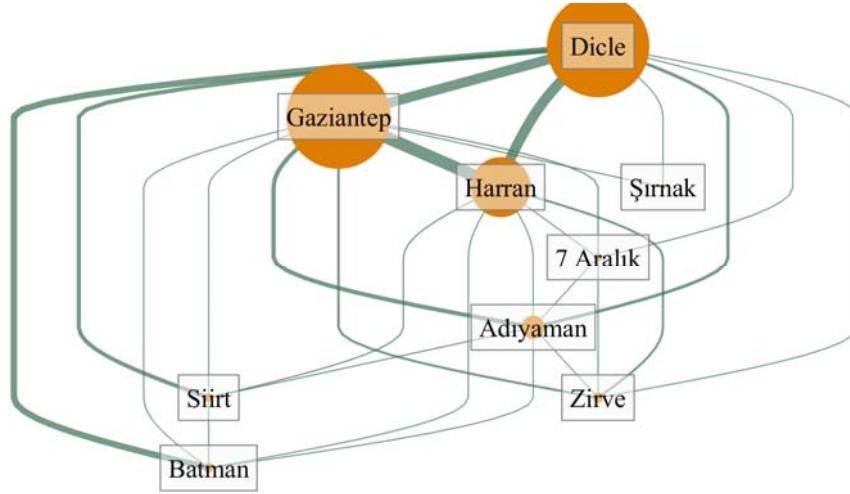 Dicle
Gaziantep
Harran
Şırnak
7 Aralık
Adıyaman
Siirt
Zirve
Batman